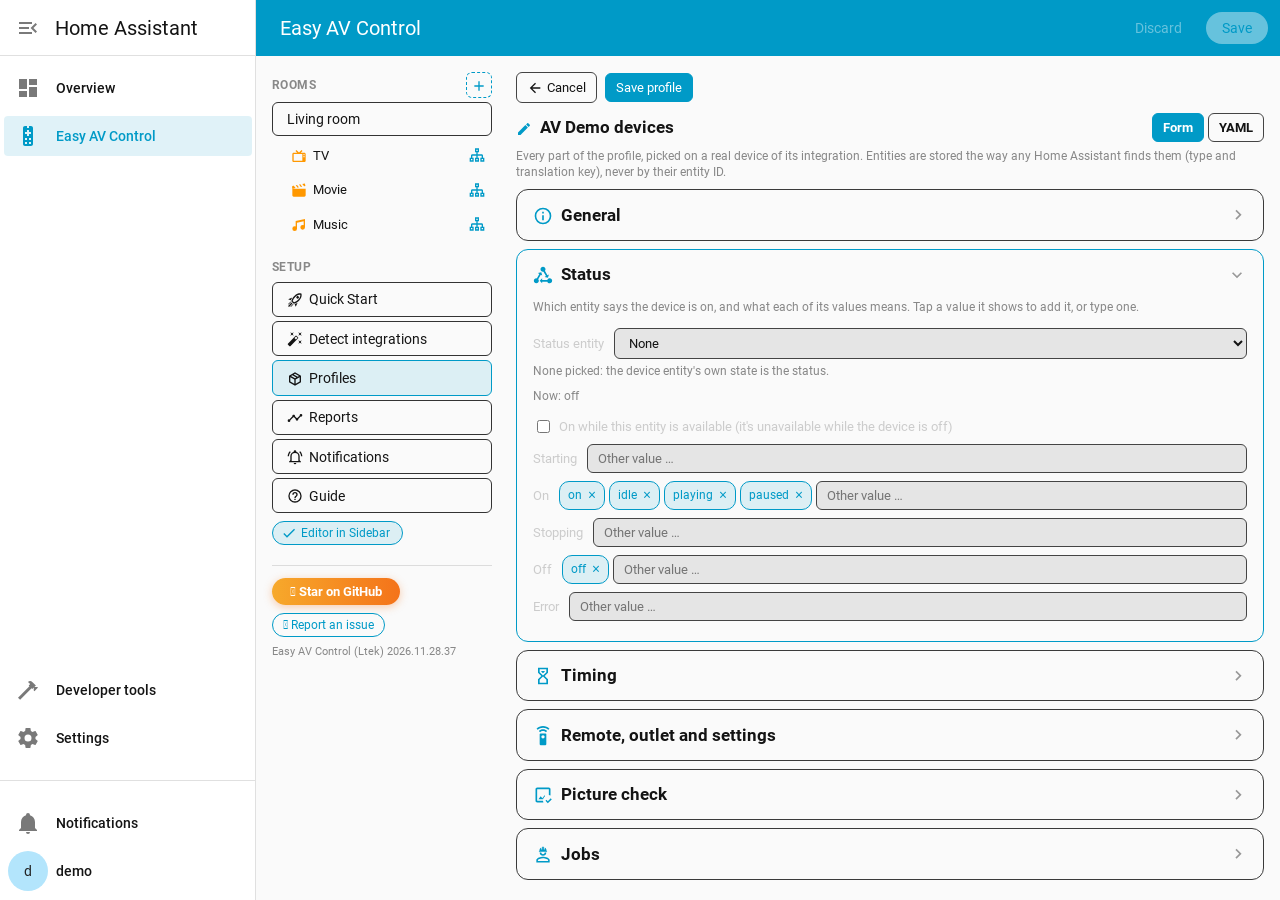 Home Assistant
Easy AV Control
Discard
Save
Overview
Easy AV Control
Developer tools
Settings
Notifications
d
demo
ROOMS
+
Living room
TV
Movie
Music
SETUP
Quick Start
Detect integrations
Profiles
Reports
Notifications
Guide
Editor in Sidebar
Star on GitHub
Report an issue
Easy AV Control (Ltek) 2026.11.28.37
Cancel
Save profile
AV Demo devices
Form
YAML
Every part of the profile, picked on a real device of its integration. Entities are stored the way any Home Assistant finds them (type and
translation key), never by their entity ID.
General
Status
Which entity says the device is on, and what each of its values means. Tap a value it shows to add it, or type one.
Status entity
None
None picked: the device entity's own state is the status.
Now: off
On while this entity is available (it's unavailable while the device is off)
Starting
Other value …
On
on ×
idle ×
playing ×
paused ×
Other value …
Stopping
Other value …
Off
off ×
Other value …
Error
Other value …
Timing
Remote, outlet and settings
Picture check
Jobs